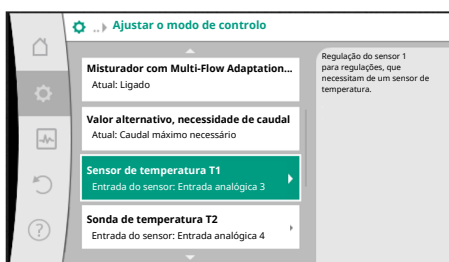 .. Ajustar o modo de controlo
Misturador com Multi-Flow Adaptation...
Atual: Ligado
Valor alternativo, necessidade de caudal
Atual: Caudal máximo necessário
Sensor de temperatura T1
Entrada do sensor: Entrada analógica 3
Sonda de temperatura T2
Entrada do sensor: Entrada analógica 4
Regulação do sensor 1
para regulações, que
necessitam de um sensor de
temperatura.
?